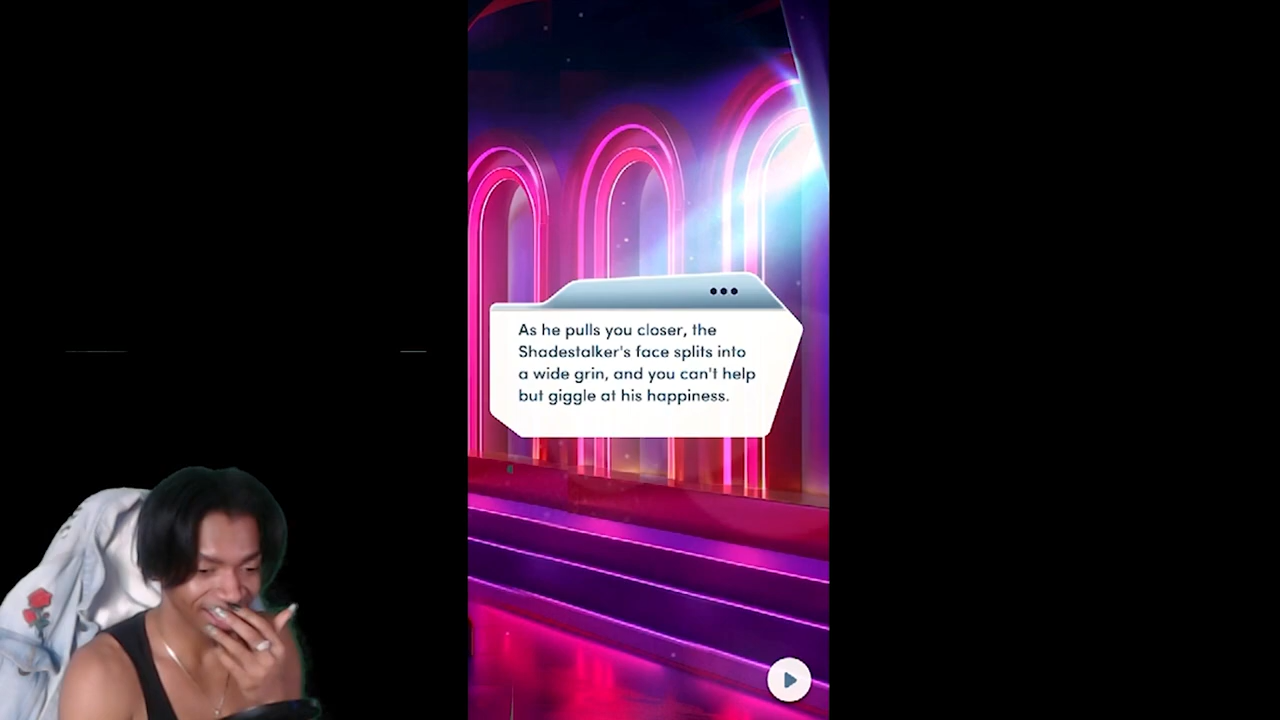 As he pulls you closer, the
Shadestalker's face splits into
a wide grin, and you can't help
but giggle at his happiness.